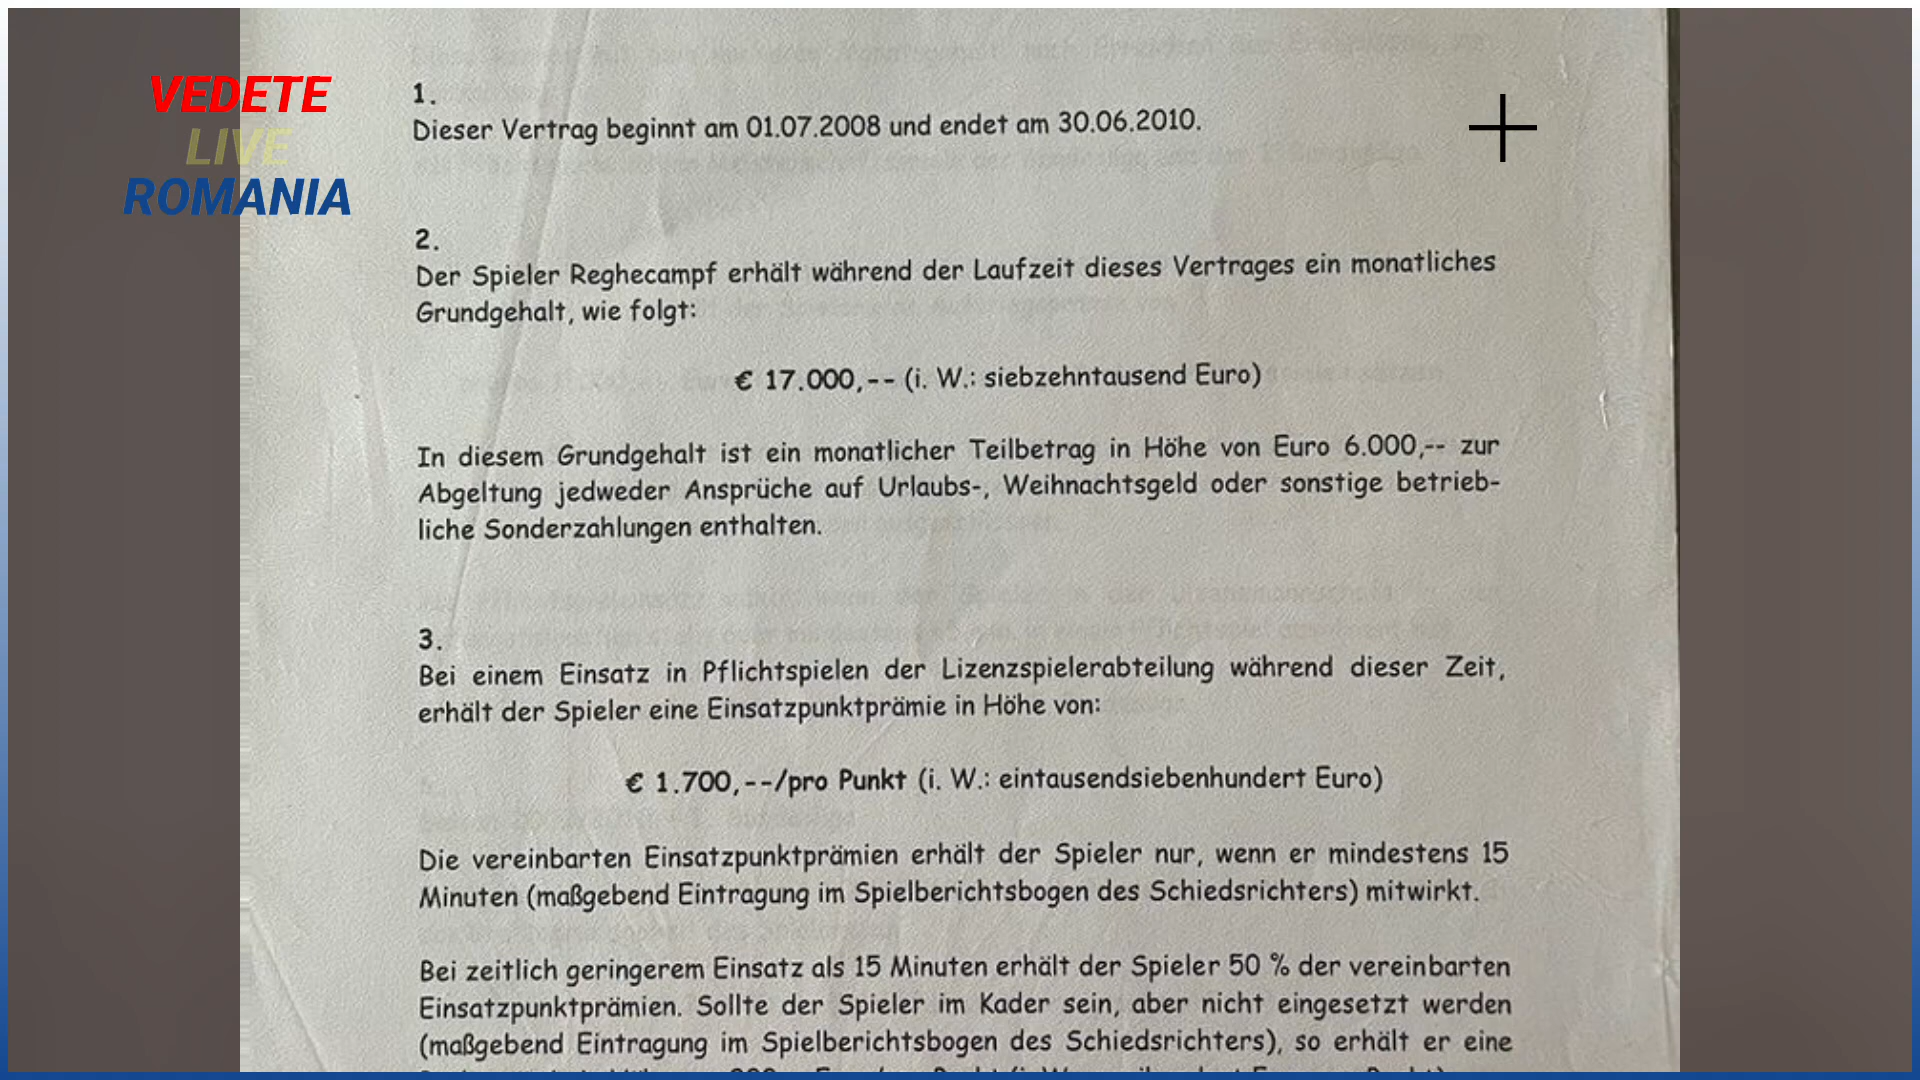 VEDETE
LIVE
ROMANIA
1.
Dieser Vertrag beginnt am 01.07.2008 und endet am 30.06.2010.
2.
Der Spieler Reghecampf erhält während der Laufzeit dieses Vertrages ein monatliches
Grundgehalt, wie folgt:
€ 17.000,-- (i. W.: siebzehntausend Euro)
In diesem Grundgehalt ist ein monatlicher Teilbetrag in Höhe von Euro 6.000,-- zur
Abgeltung jedweder Ansprüche auf Urlaubs-, Weihnachtsgeld oder sonstige betrieb-
liche Sonderzahlungen enthalten.
3.
Bei einem Einsatz in Pflichtspielen der Lizenzspielerabteilung während dieser Zeit,
erhält der Spieler eine Einsatzpunktprämie in Höhe von:
€ 1.700,--/pro Punkt (i. W.: eintausendsiebenhundert Euro)
Die vereinbarten Einsatzpunktprämien erhält der Spieler nur, wenn er mindestens 15
Minuten (maßgebend Eintragung im Spielberichtsbogen des Schiedsrichters) mitwirkt.
Bei zeitlich geringerem Einsatz als 15 Minuten erhält der Spieler 50 % der vereinbarten
Einsatzpunktprämien. Sollte der Spieler im Kader sein, aber nicht eingesetzt werden
(maßgebend Eintragung im Spielberichtsbogen des Schiedsrichters), so erhält er eine